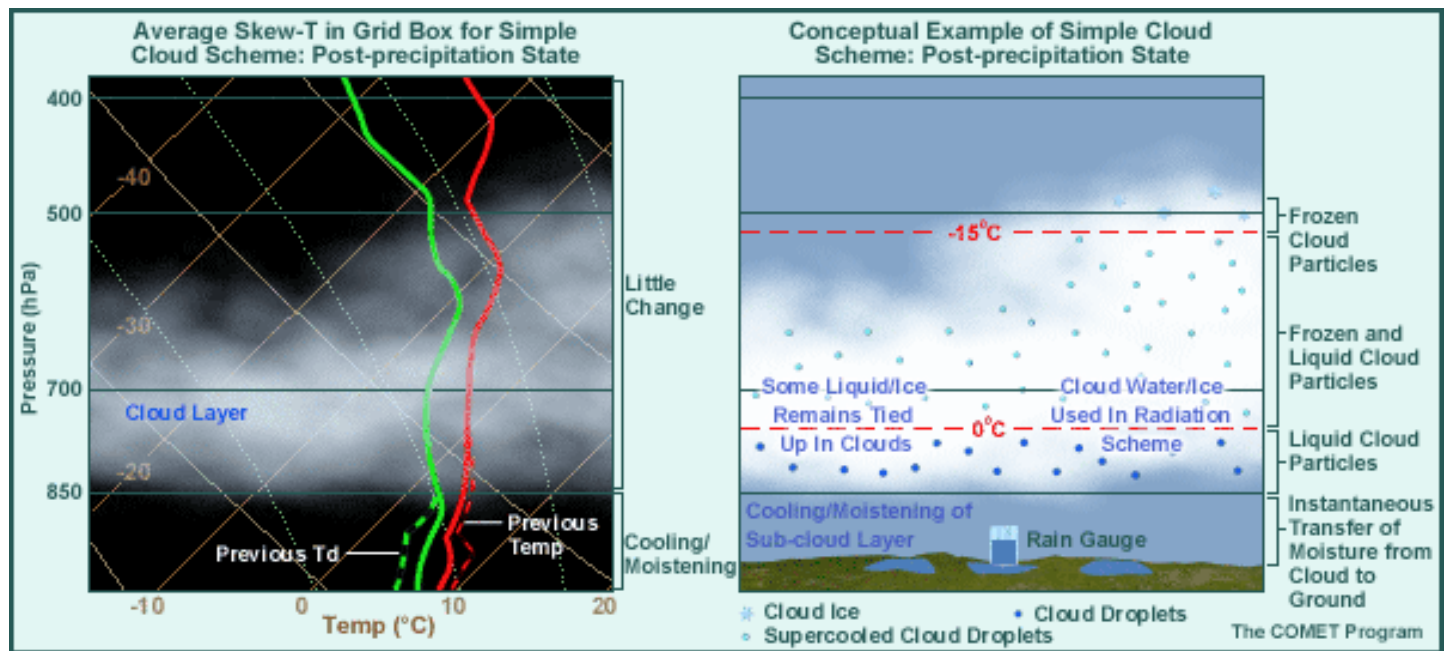 Average Skew-T in Grid Box for Simple
Cloud Scheme: Post-precipitation State
400
500
700
850
Pressure (hPa)
-40
-30
-20
Cloud Layer
Previous Td
Previous
Temp
-10
0
10
20
Temp (°C)
Little
Change
Cooling/
Moistening
Conceptual Example of Simple Cloud
Scheme: Post-precipitation State
-15°C
Some Liquid/Ice
Remains Tied
Up In Clouds
Cloud Water/Ice
Used In Radiation
Scheme
0°C
Cooling/Moistening of
Sub-cloud Layer
Rain Gauge
Frozen
Cloud
Particles
Frozen and
Liquid Cloud
Particles
Liquid Cloud
Particles
Instantaneous
Transfer of
Moisture from
Cloud to
Ground
Cloud Ice
Cloud Droplets
Supercooled Cloud Droplets
The COMET Program